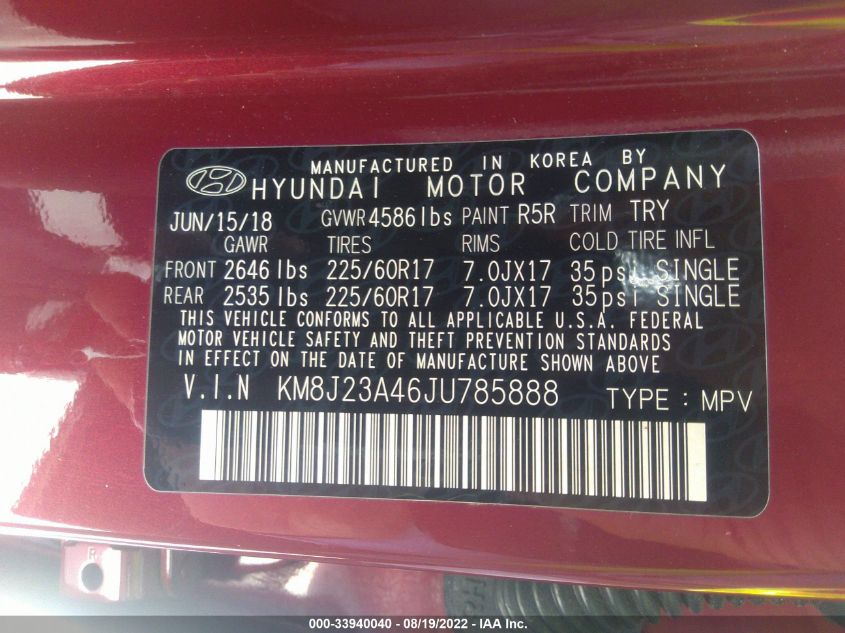 MANUFACTURED IN KOREA BY
HYUNDAI MOTOR COMPANY
JUN/15/18 GVWR 4586 lbs PAINT R5R TRIM TRY
GAWR TIRES RIMS COLD TIRE INFL
FRONT 2646 lbs 225/60R17 7.0JX17 35psi SINGLE
REAR 2535 lbs 225/60R17 7.0JX17 35psi SINGLE
THIS VEHICLE CONFORMS TO ALL APPLICABLE U.S.A. FEDERAL
MOTOR VEHICLE SAFETY AND THEFT PREVENTION STANDARDS
IN EFFECT ON THE DATE OF MANUFACTURE SHOWN ABOVE
V.I.N KM8J23A46JU785888 TYPE : MPV
000-33940040 - 08/19/2022 - IAA Inc.